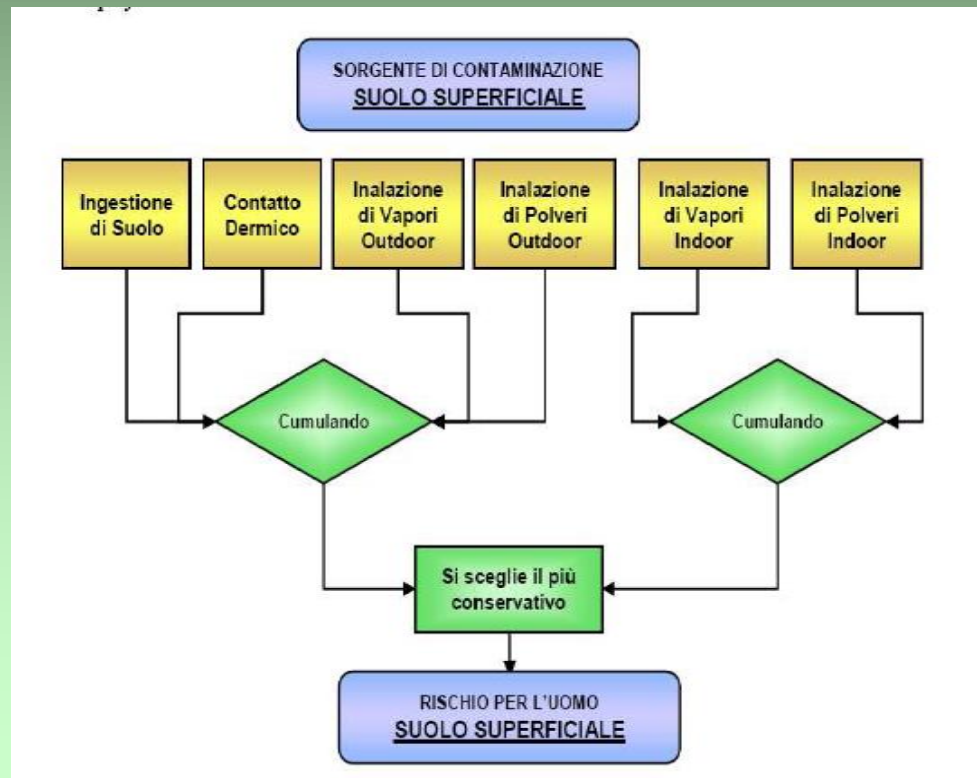 SORGENTE DI CONTAMINAZIONE
SUOLO SUPERFICIALE
Ingestione
di Suolo
Contatto
Dermico
Inalazione
di Vapori
Outdoor
Inalazione
di Polveri
Outdoor
Inalazione
di Vapori
Indoor
Inalazione
di Polveri
Indoor
Cumulando
Cumulando
Si sceglie il più
conservativo
RISCHIO PER L'UOMO
SUOLO SUPERFICIALE